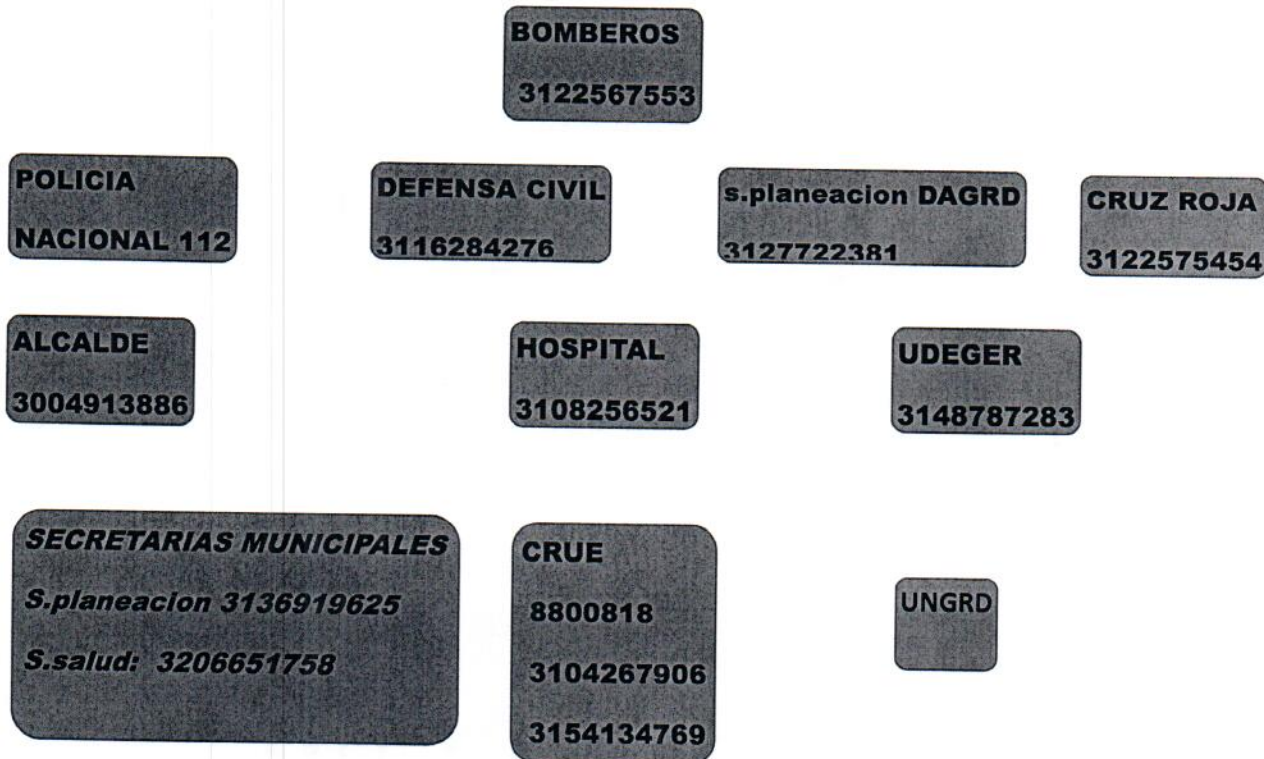 BOMBEROS
3122567553
POLICIA
NACIONAL 112
DEFENSA CIVIL
3116284276
s.planeacion DAGRD
3127722381
CRUZ ROJA
3122575454
ALCALDE
3004913886
HOSPITAL
3108256521
UDEGER
3148787283
SECRETARIAS MUNICIPALES
S.planeacion 3136919625
S.salud: 3206651758
CRUE
8800818
3104267906
3154134769
UNGRD